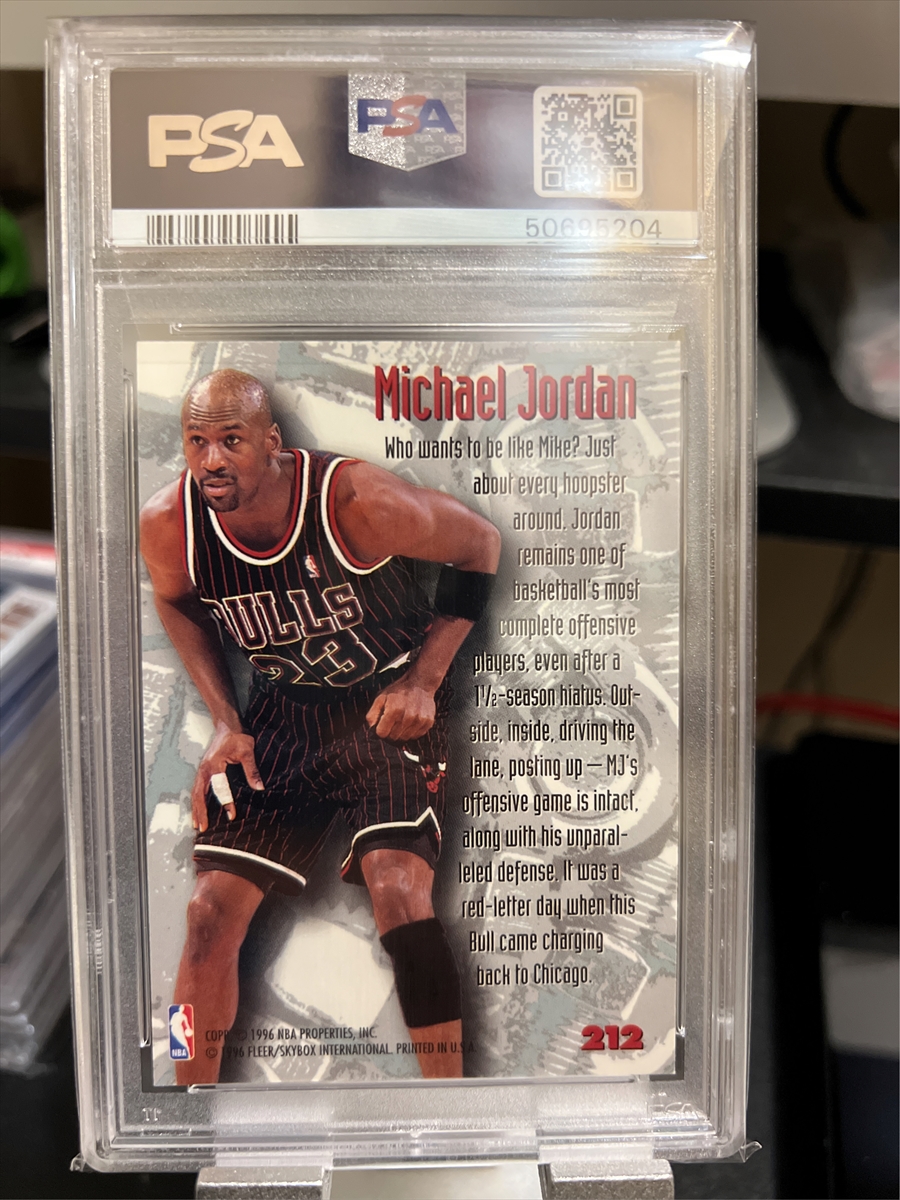 PSA
PSA
50695204
Michael Jordan
Who wants to be like Mike? Just
about every hoopster
around. Jordan
remains one of
basketball's most
complete offensive
players, even after a
1½-season hiatus. Out-
side, inside, driving the
lane, posting up — MJ's
offensive game is intact,
along with his unparal-
leled defense. It was a
red-letter day when this
Bull came charging
back to Chicago.
BULLS
23
NBA
COPR. © 1996 NBA PROPERTIES, INC.
© 1996 FLEER/SKYBOX INTERNATIONAL. PRINTED IN U.S.A.
212